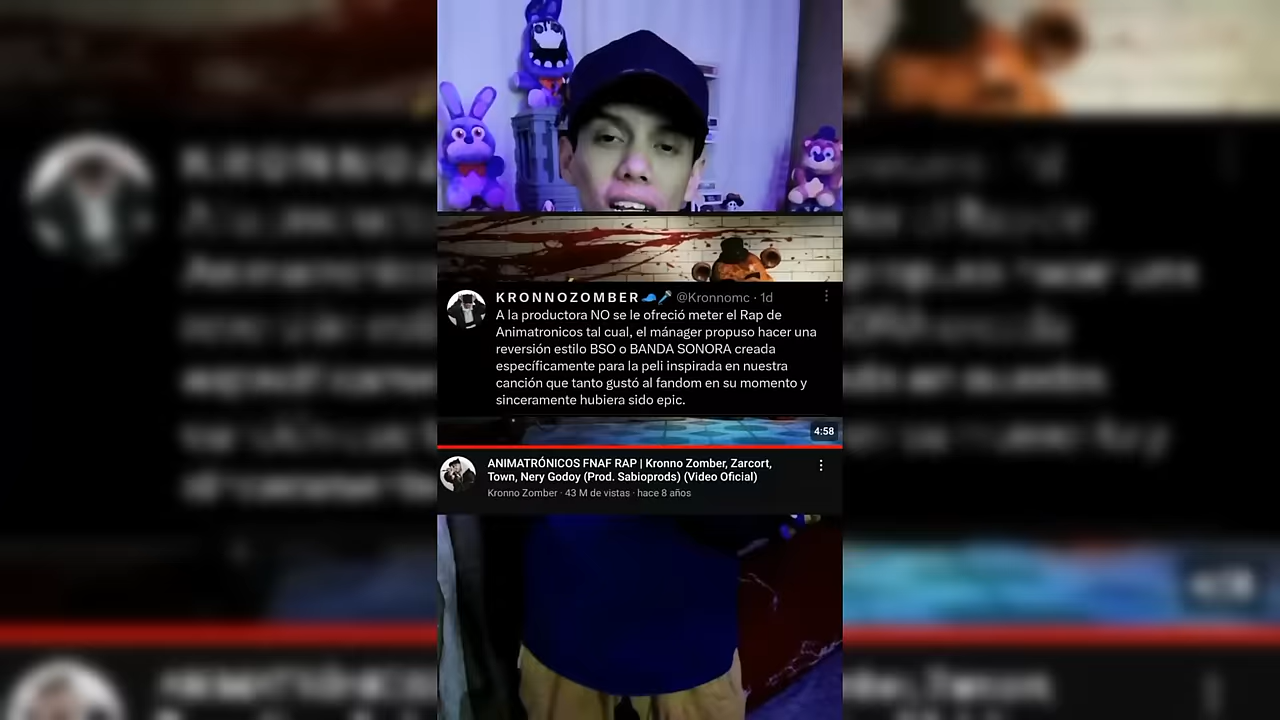 KRONNOZOMBER🧢🎤 @Kronnomc · 1d
A la productora NO se le ofreció meter el Rap de
Animatronicos tal cual, el mánager propuso hacer una
reversión estilo BSO o BANDA SONORA creada
específicamente para la peli inspirada en nuestra
canción que tanto gustó al fandom en su momento y
sinceramente hubiera sido epic.
4:58
ANIMATRÓNICOS FNAF RAP | Kronno Zomber, Zarcort,
Town, Nery Godoy (Prod. Sabioprods) (Video Oficial)
Kronno Zomber · 43 M de vistas · hace 8 años